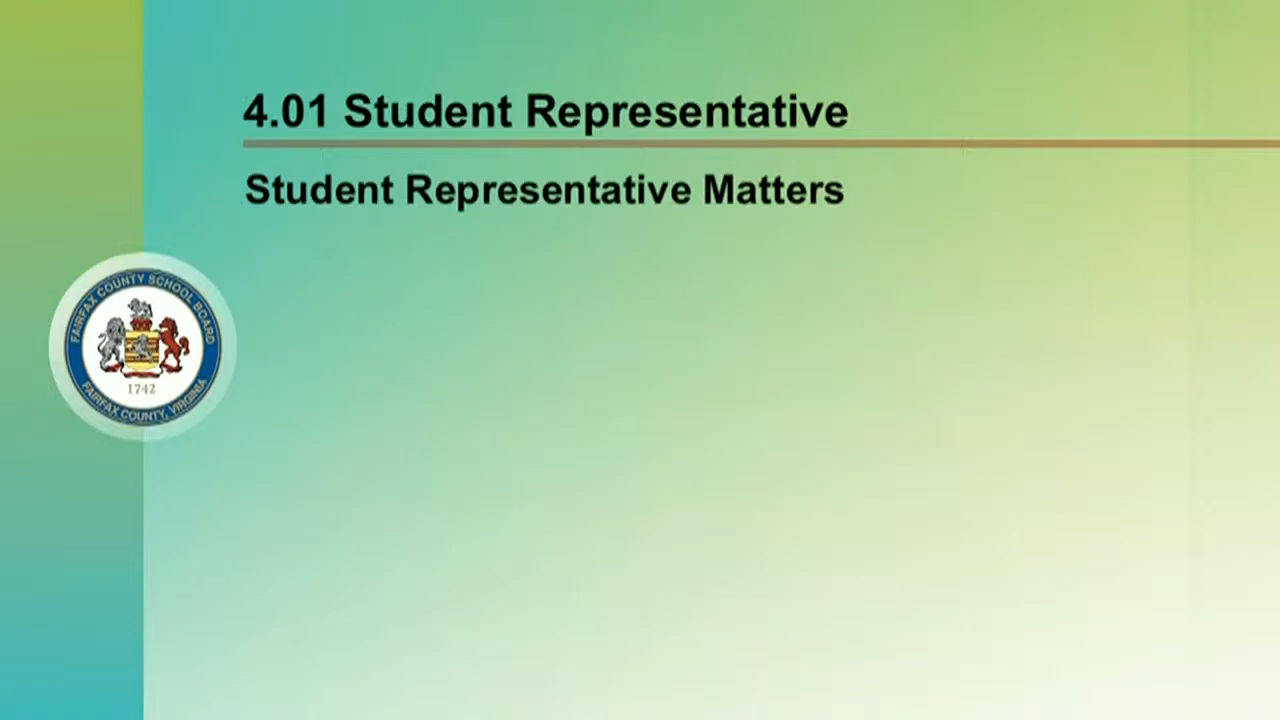 4.01 Student Representative
Student Representative Matters
FAIRFAX COUNTY SCHOOL BOARD
1742
FAIRFAX COUNTY, VIRGINIA